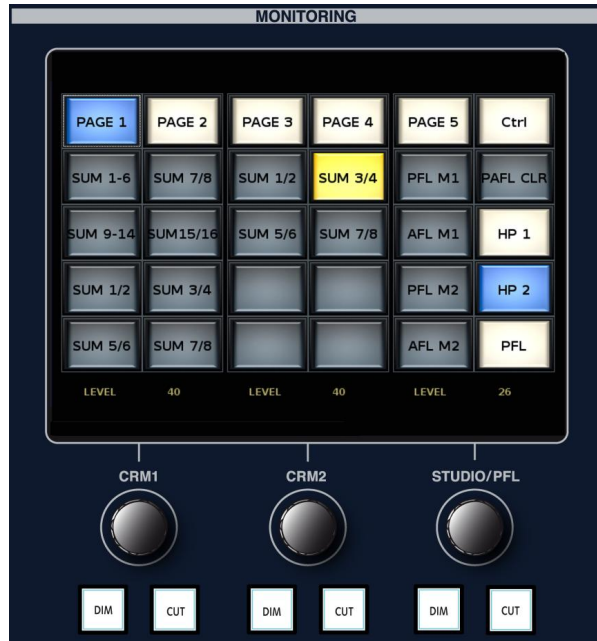 MONITORING
PAGE 1 PAGE 2 PAGE 3 PAGE 4 PAGE 5 Ctrl
SUM 1-6 SUM 7/8 SUM 1/2 SUM 3/4 PFL M1 PAFL CLR
SUM 9-14 SUM15/16 SUM 5/6 SUM 7/8 AFL M1 HP 1
SUM 1/2 SUM 3/4 PFL M2 HP 2
SUM 5/6 SUM 7/8 AFL M2 PFL
LEVEL 40 LEVEL 40 LEVEL 26
CRM1 CRM2 STUDIO/PFL
DIM CUT DIM CUT DIM CUT